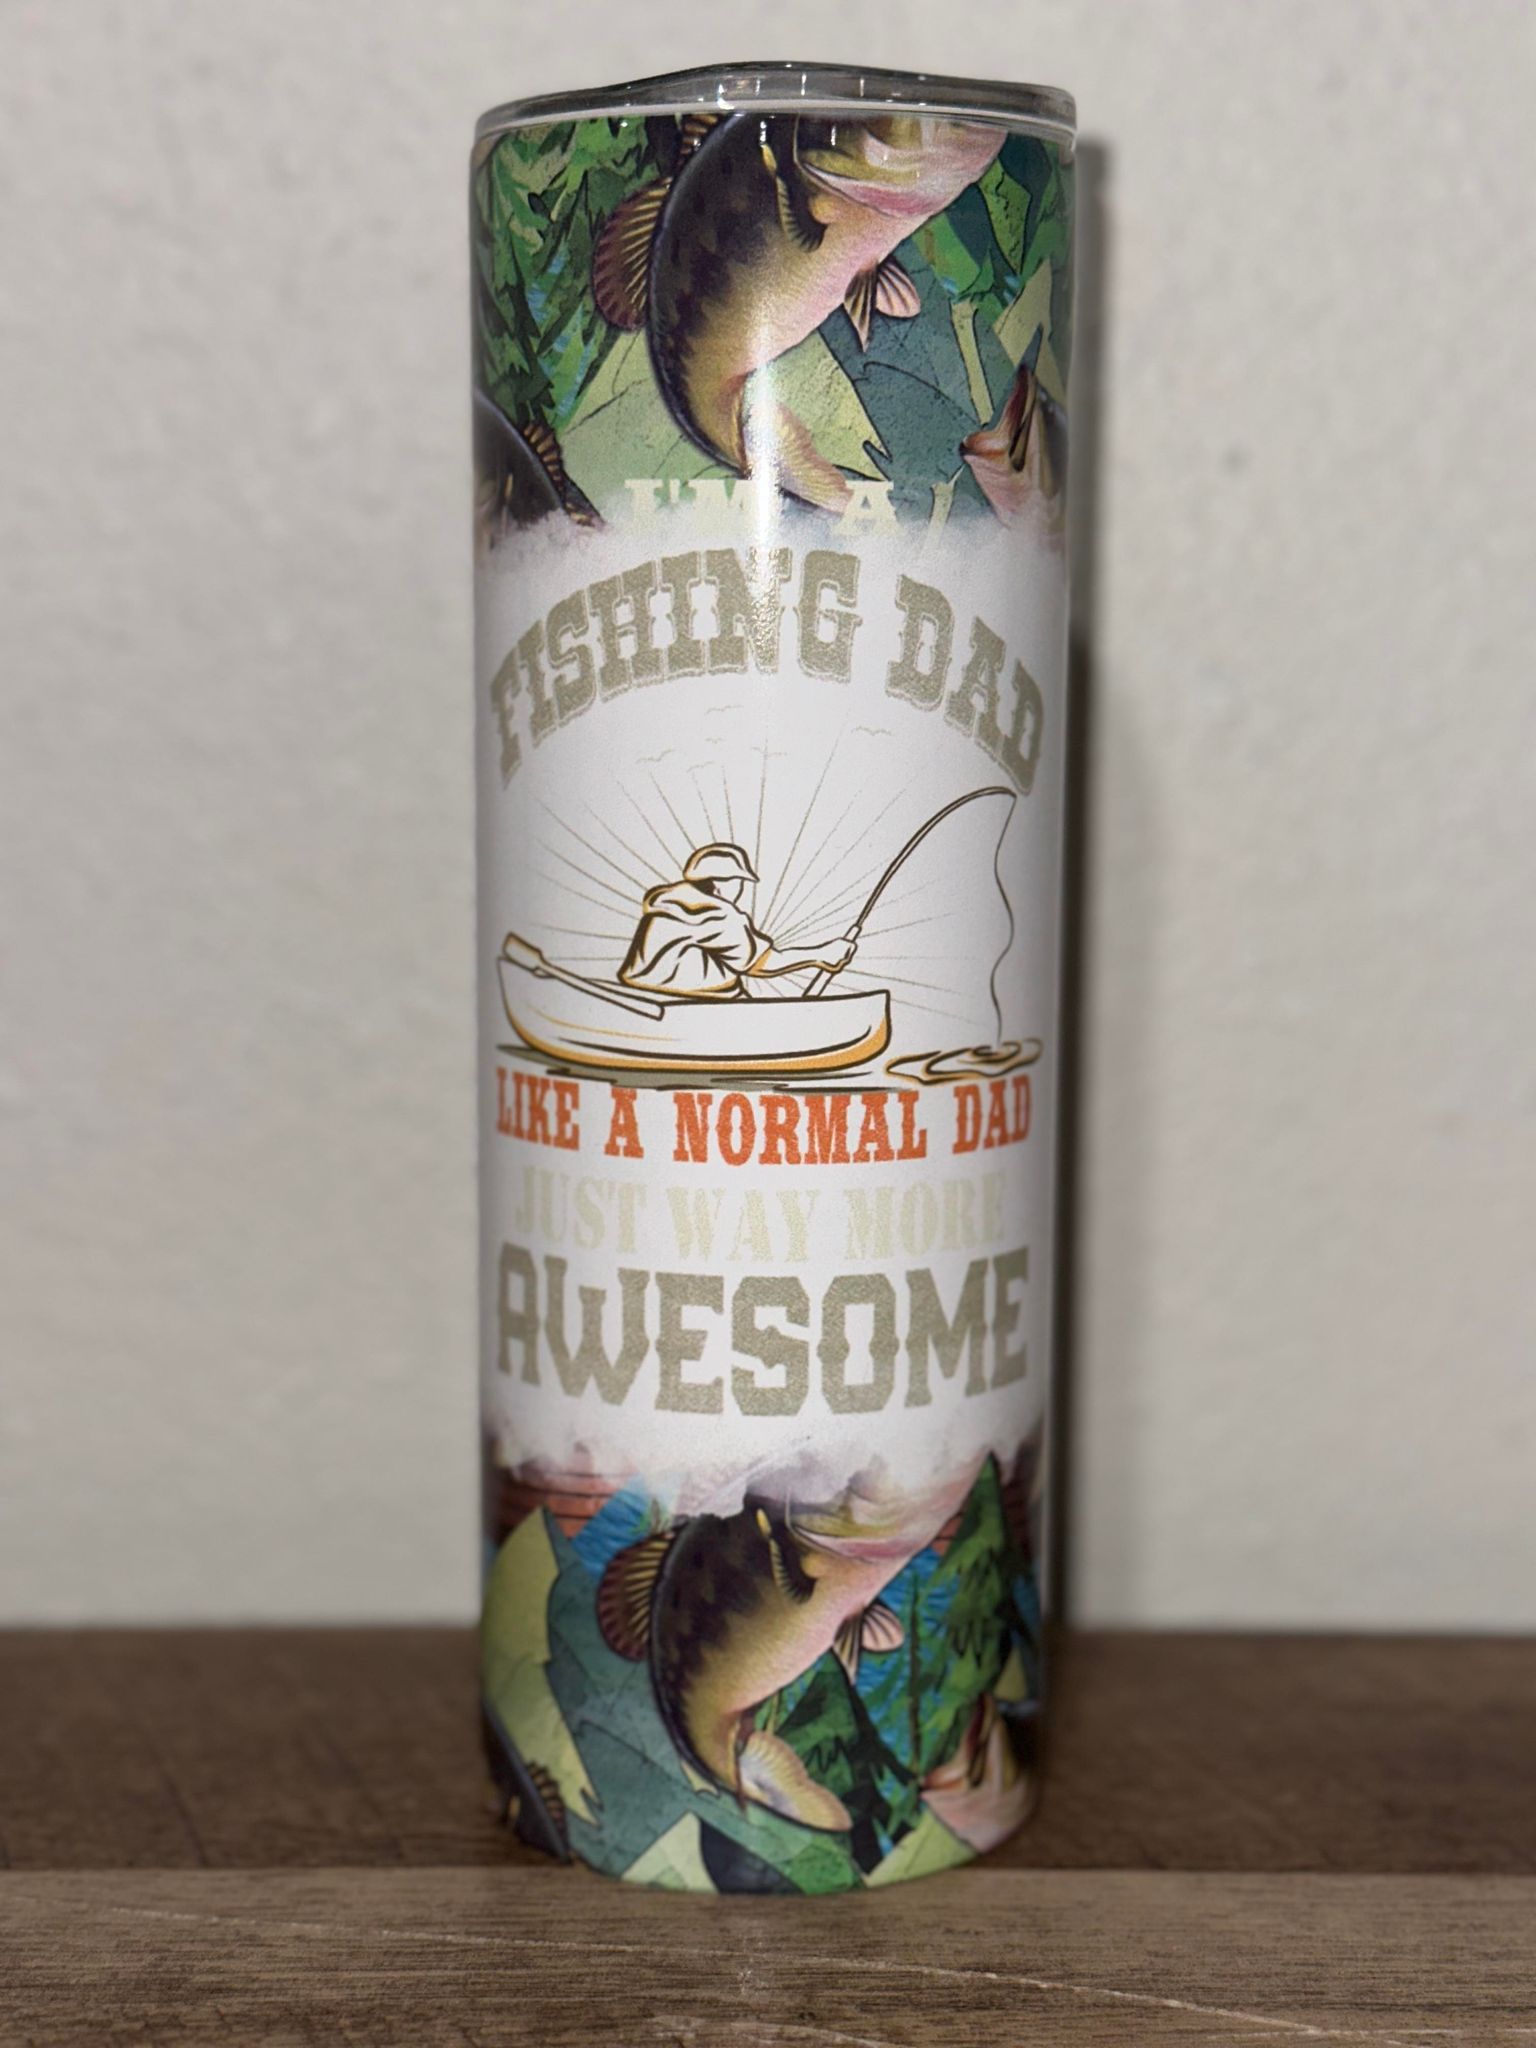 I'M A
FISHING DAD
LIKE A NORMAL DAD
JUST WAY MORE
AWESOME